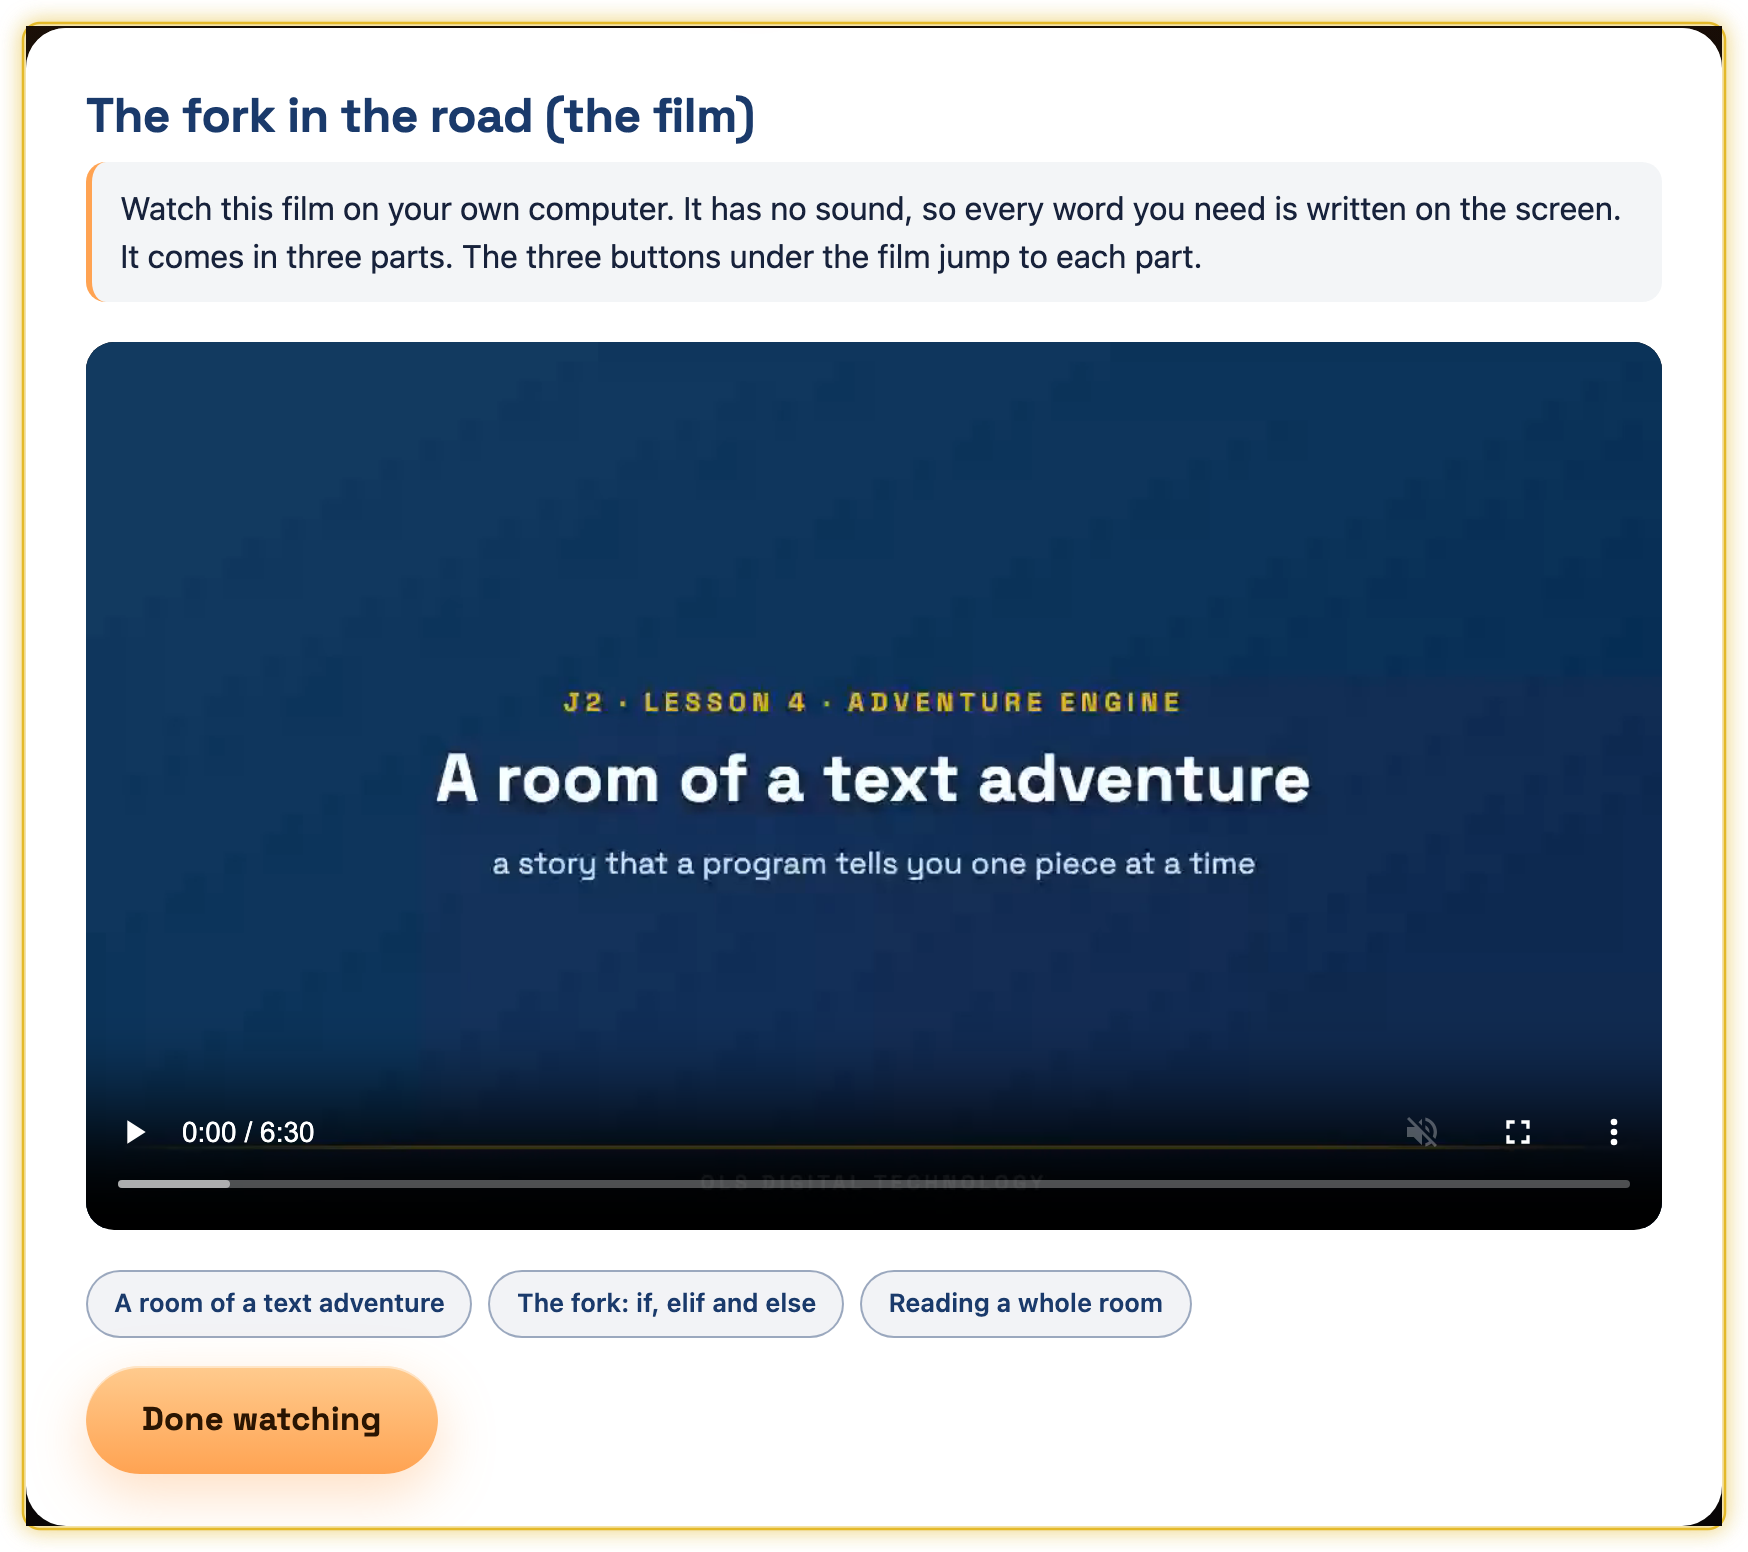 The fork in the road (the film)
Watch this film on your own computer. It has no sound, so every word you need is written on the screen.
It comes in three parts. The three buttons under the film jump to each part.
J2 · LESSON 4 · ADVENTURE ENGINE
A room of a text adventure
a story that a program tells you one piece at a time
0:00 / 6:30
OLS DIGITAL TECHNOLOGY
A room of a text adventure
The fork: if, elif and else
Reading a whole room
Done watching